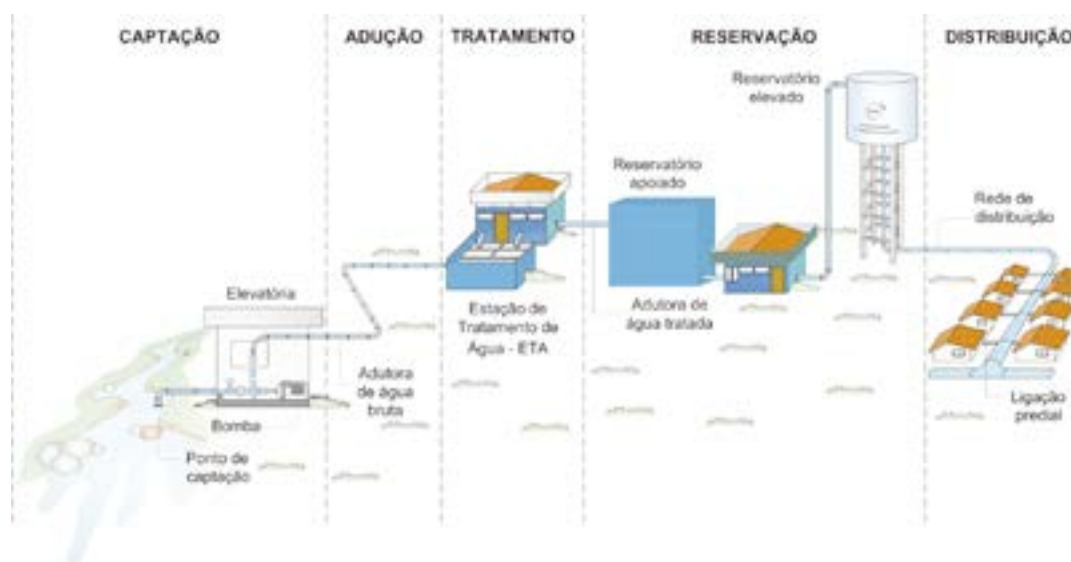 CAPTAÇÃO
ADUÇÃO
TRATAMENTO
RESERVAÇÃO
DISTRIBUIÇÃO
Reservatório
elevado
Reservatório
apoiado
Rede de
distribuição
Elevatória
Estação de
Tratamento de
Água - ETA
Adutora de
água tratada
Adutora
de água
bruta
Bomba
Ligação
predial
Ponto de
captação